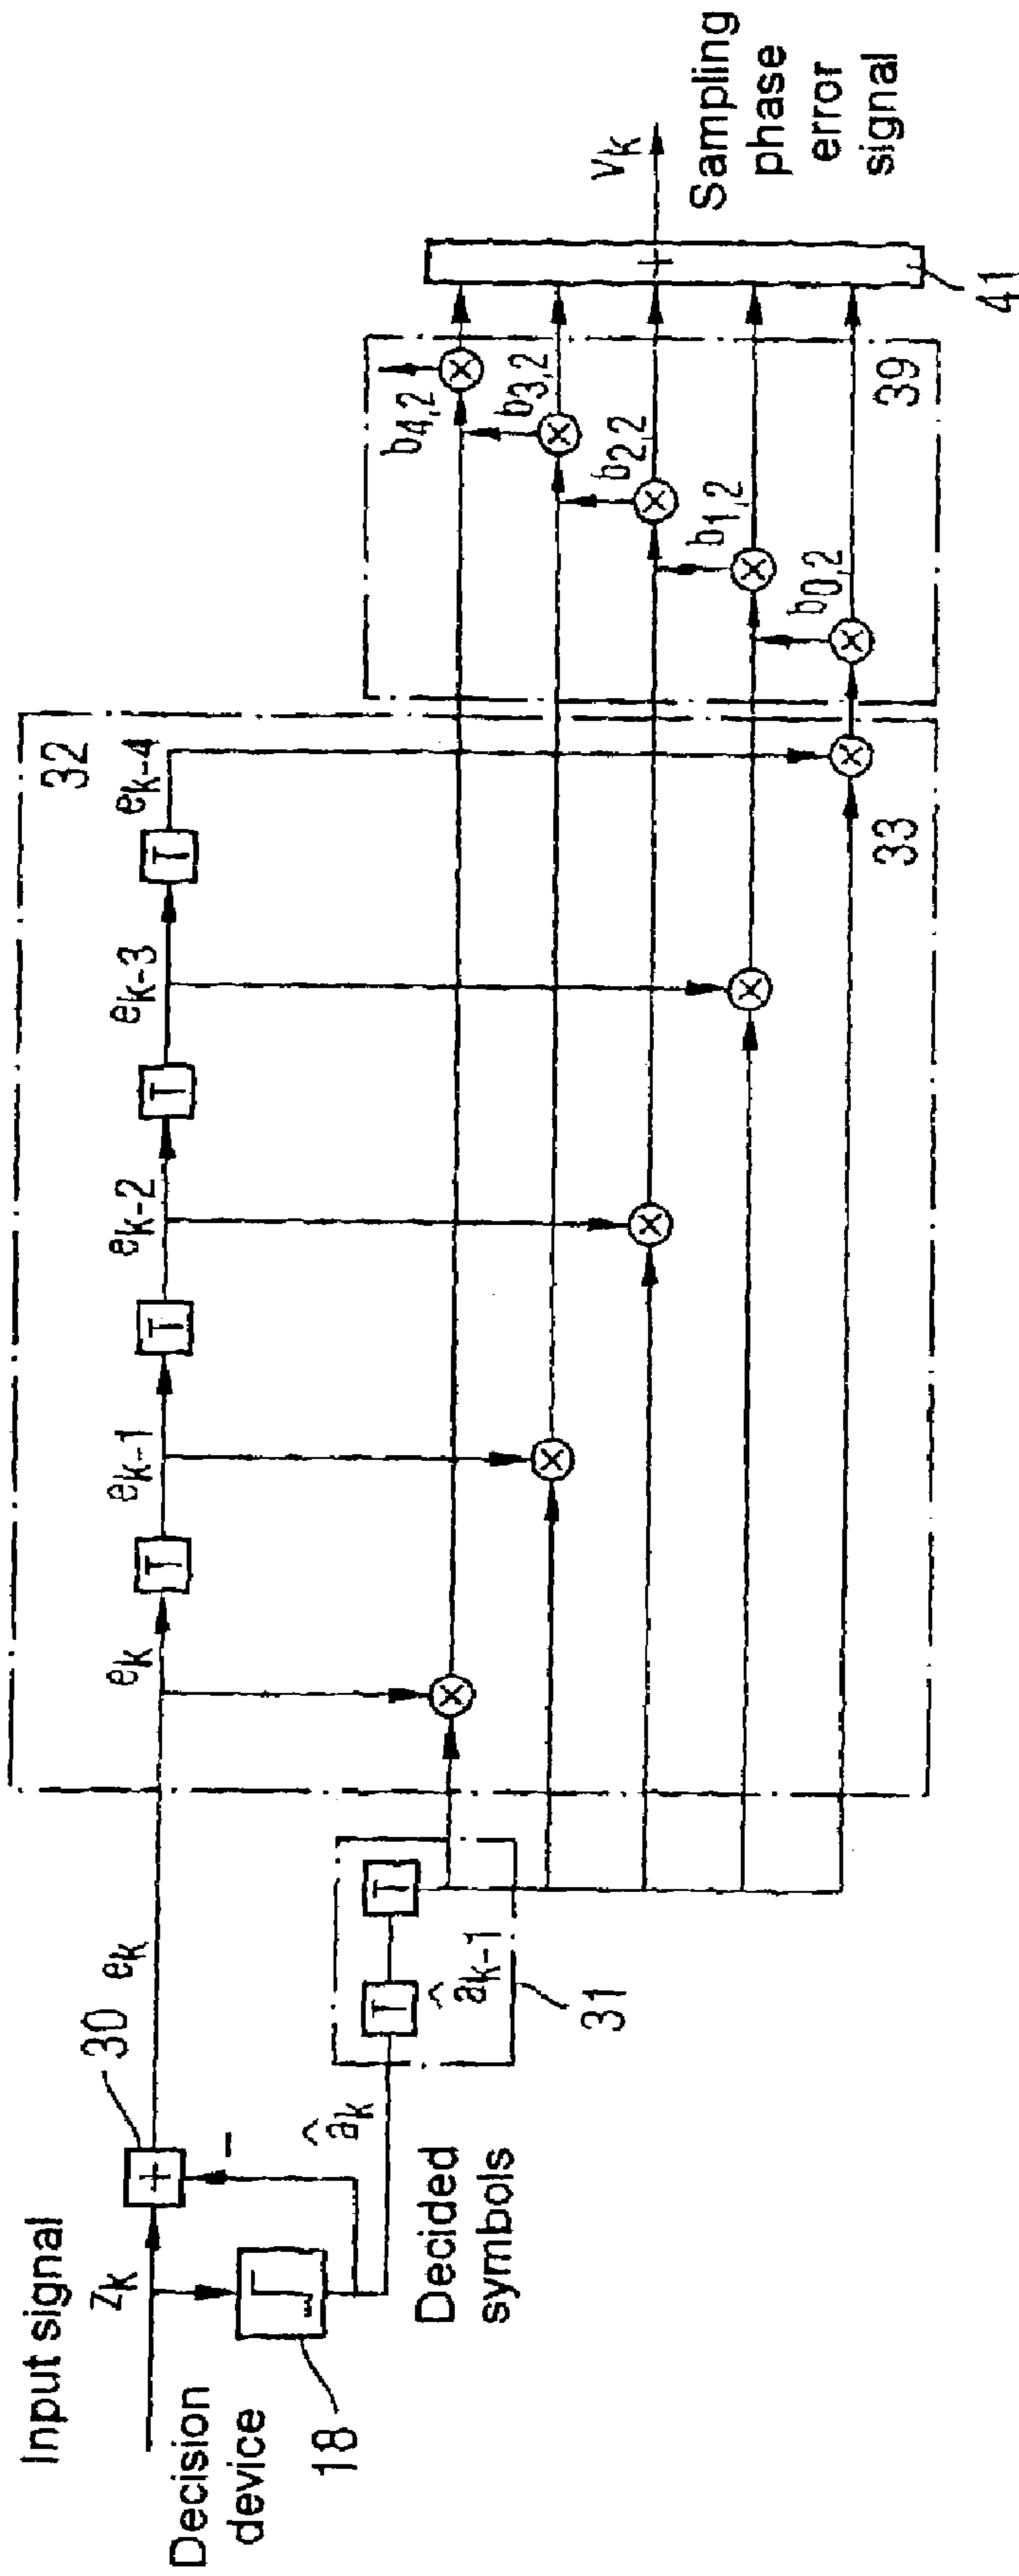 Input signal
z_k
Decision
device
18
30
-
+
e_k
â_k
Decided
symbols
T
T
â_k-1
31
e_k
T
e_k-1
T
e_k-2
T
e_k-3
T
e_k-4
32
33
b_4,2
b_3,2
b_2,2
b_1,2
b_0,2
39
+
41
v_k
Sampling
phase
error
signal